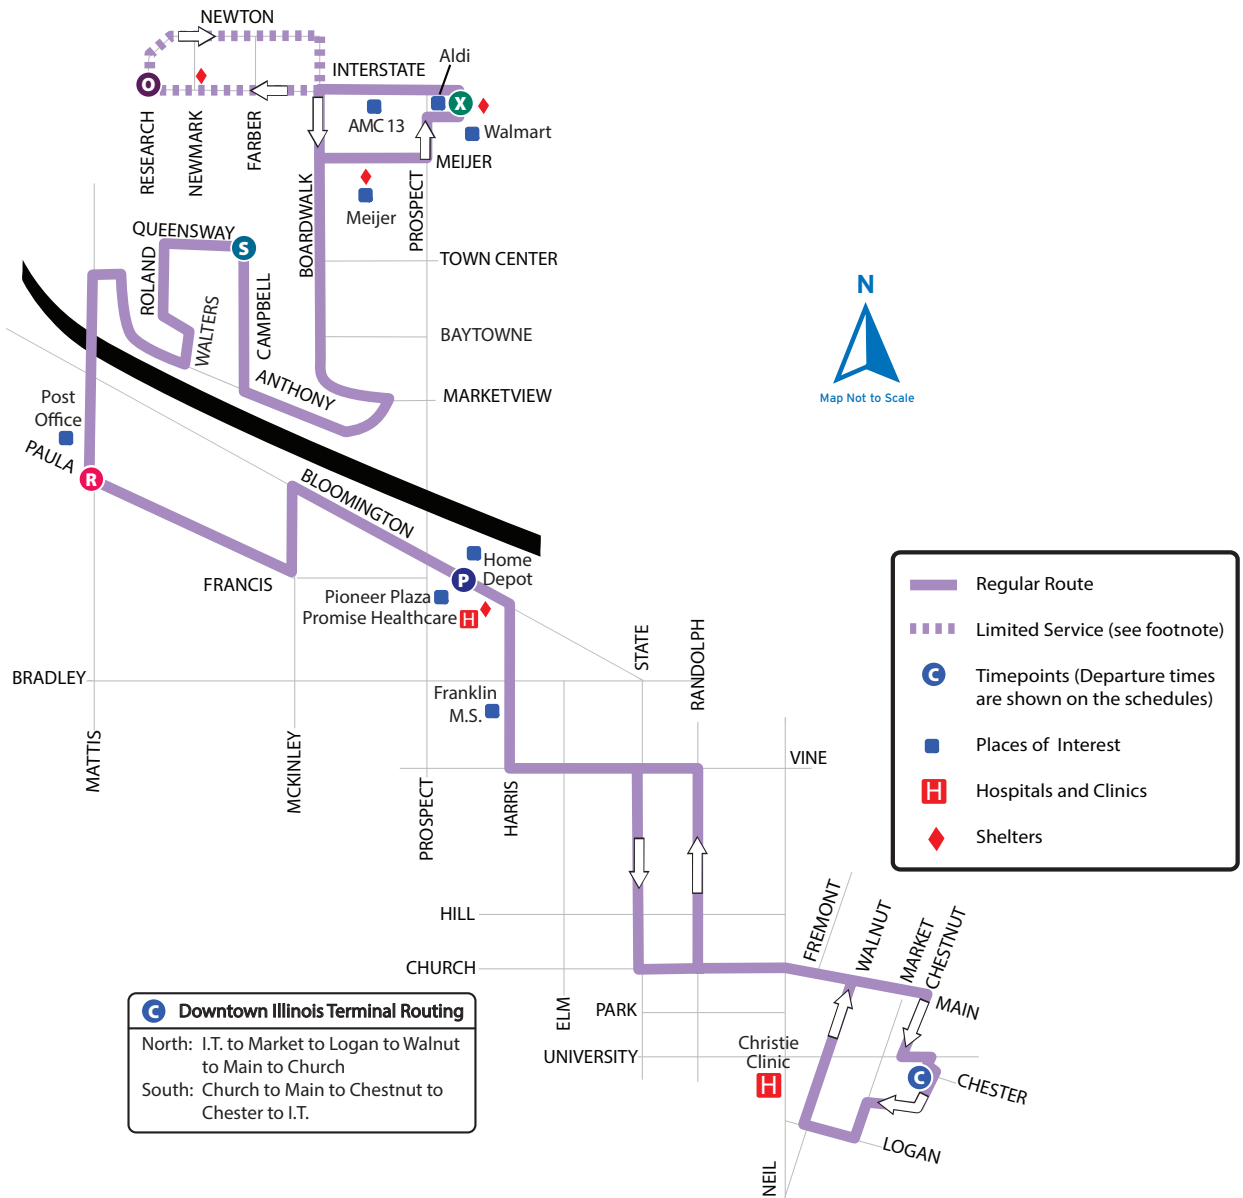 NEWTON
Aldi
INTERSTATE
O
X
AMC 13
Walmart
RESEARCH
NEWMARK
FARBER
MEIJER
Meijer
BOARDWALK
PROSPECT
QUEENSWAY
S
TOWN CENTER
ROLAND
WALTERS
CAMPBELL
N
BAYTOWNE
ANTHONY
Map Not to Scale
MARKETVIEW
Post
Office
PAULA
R
BLOOMINGTON
Home
Depot
P
FRANCIS
Pioneer Plaza
Promise Healthcare
H
Regular Route
Limited Service (see footnote)
C
Timepoints (Departure times
are shown on the schedules)
Places of Interest
H
Hospitals and Clinics
Shelters
STATE
RANDOLPH
BRADLEY
Franklin
M.S.
MATTIS
MCKINLEY
PROSPECT
HARRIS
VINE
HILL
FREMONT
WALNUT
MARKET
CHESTNUT
CHURCH
MAIN
ELM
PARK
UNIVERSITY
Christie
Clinic
H
C
CHESTER
LOGAN
NEIL
C Downtown Illinois Terminal Routing
North: I.T. to Market to Logan to Walnut
to Main to Church
South: Church to Main to Chestnut to
Chester to I.T.